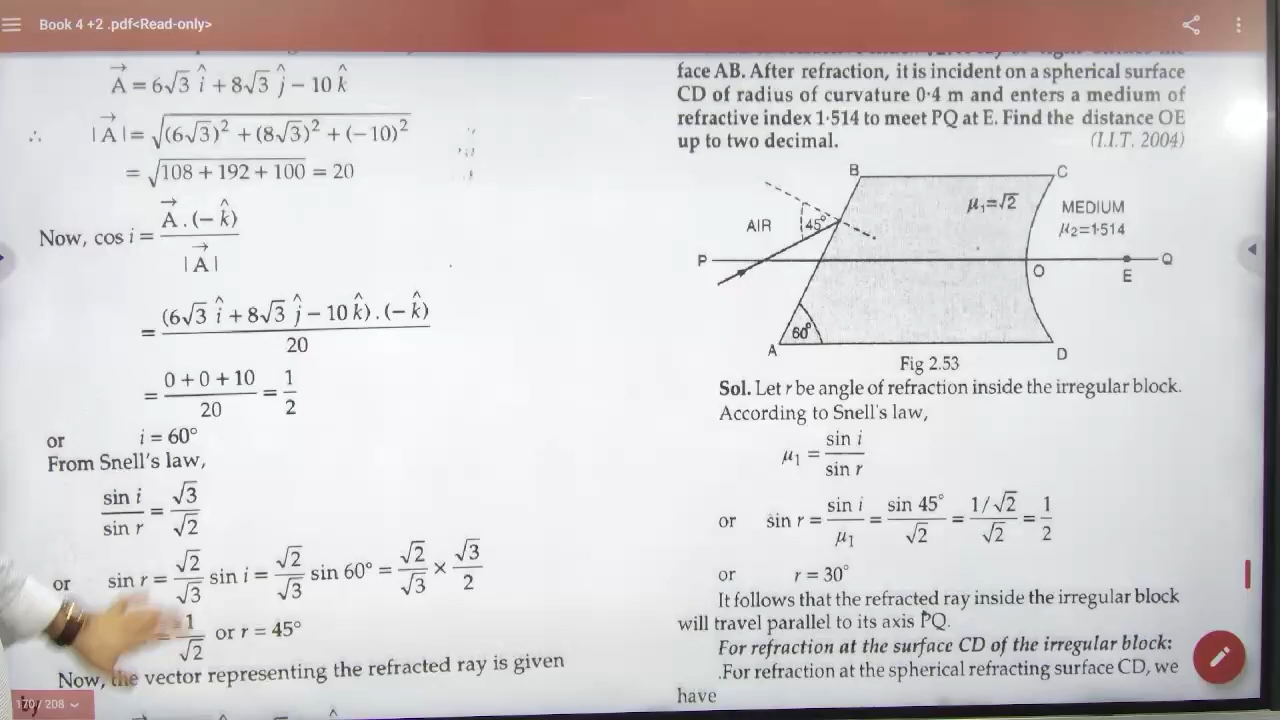 Book 4 +2 .pdf<Read-only>
A = 6√3 î + 8√3 ĵ − 10 k̂
∴ |A| = √(6√3)² + (8√3)² + (−10)²
= √108 + 192 + 100 = 20
Now, cos i = A . (− k̂) / |A|
= (6√3 î + 8√3 ĵ − 10 k̂) . (− k̂) / 20
= 0 + 0 + 10 / 20 = 1/2
or i = 60°
From Snell's law,
sin i / sin r = √3 / √2
or sin r = √2/√3 sin i = √2/√3 sin 60° = √2/√3 × √3/2
1/√2 or r = 45°
Now, the vector representing the refracted ray is given
170 / 208
face AB. After refraction, it is incident on a spherical surface
CD of radius of curvature 0·4 m and enters a medium of
refractive index 1·514 to meet PQ at E. Find the distance OE
up to two decimal. (I.I.T. 2004)
B C
μ1=√2 MEDIUM
AIR 45° μ2=1·514
P O E Q
60°
A D
Fig 2.53
Sol. Let r be angle of refraction inside the irregular block.
According to Snell's law,
μ1 = sin i / sin r
or sin r = sin i / μ1 = sin 45° / √2 = 1/√2 / √2 = 1/2
or r = 30°
It follows that the refracted ray inside the irregular block
will travel parallel to its axis PQ.
For refraction at the surface CD of the irregular block:
.For refraction at the spherical refracting surface CD, we
have